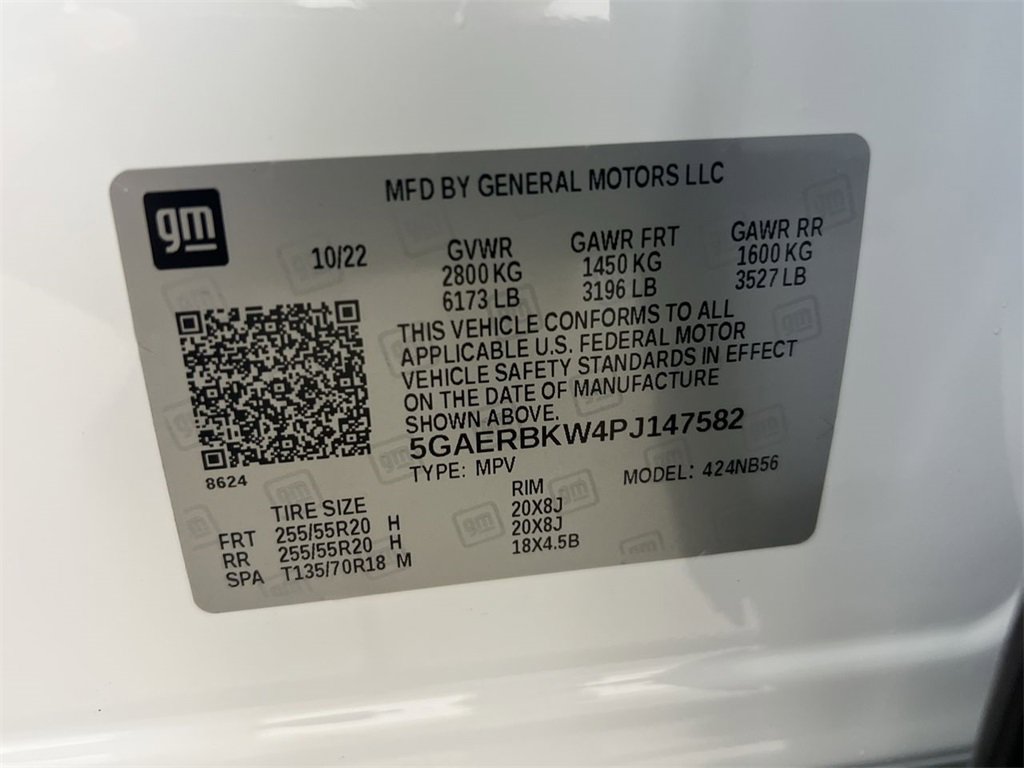 MFD BY GENERAL MOTORS LLC
gm
10/22 GVWR GAWR FRT GAWR RR
2800 KG 1450 KG 1600 KG
6173 LB 3196 LB 3527 LB
THIS VEHICLE CONFORMS TO ALL
APPLICABLE U.S. FEDERAL MOTOR
VEHICLE SAFETY STANDARDS IN EFFECT
ON THE DATE OF MANUFACTURE
SHOWN ABOVE.
5GAERBKW4PJ147582
8624
TYPE: MPV MODEL: 424NB56
TIRE SIZE RIM
FRT 255/55R20 H 20X8J
RR 255/55R20 H 20X8J
SPA T135/70R18 M 18X4.5B